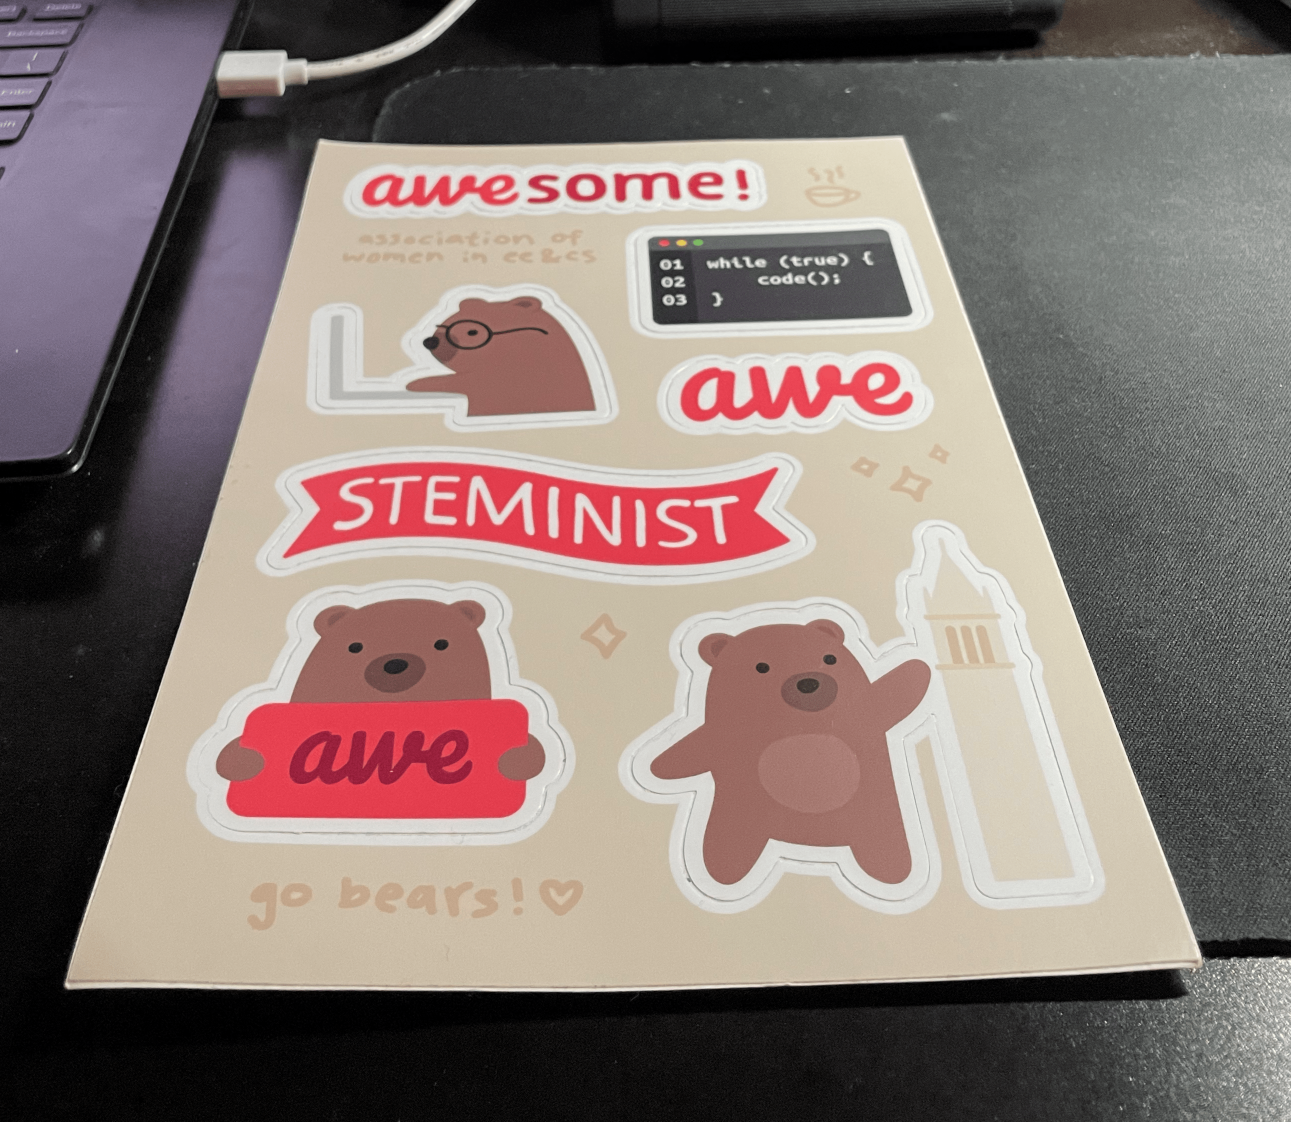 Delete
Backspace
Enter
awesome!
association of
women in ee&cs
01 while (true) {
02 code();
03 }
awe
STEMINIST
awe
go bears!